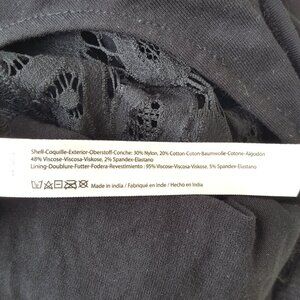 Shell-Coquille-Exterior-Oberstoff-Conche: 30% Nylon, 20% Cotton-Coton-Baumwolle-Cotone-Algodón
48% Viscose-Viscosa-Viskose, 2% Spandex-Elastano
Lining-Doublure-Futter-Fodera-Revestimiento : 95% Viscose-Viscosa-Viskose, 5% Spandex-Elastano
Made in india / Fabriqué en Inde / Hecho en India